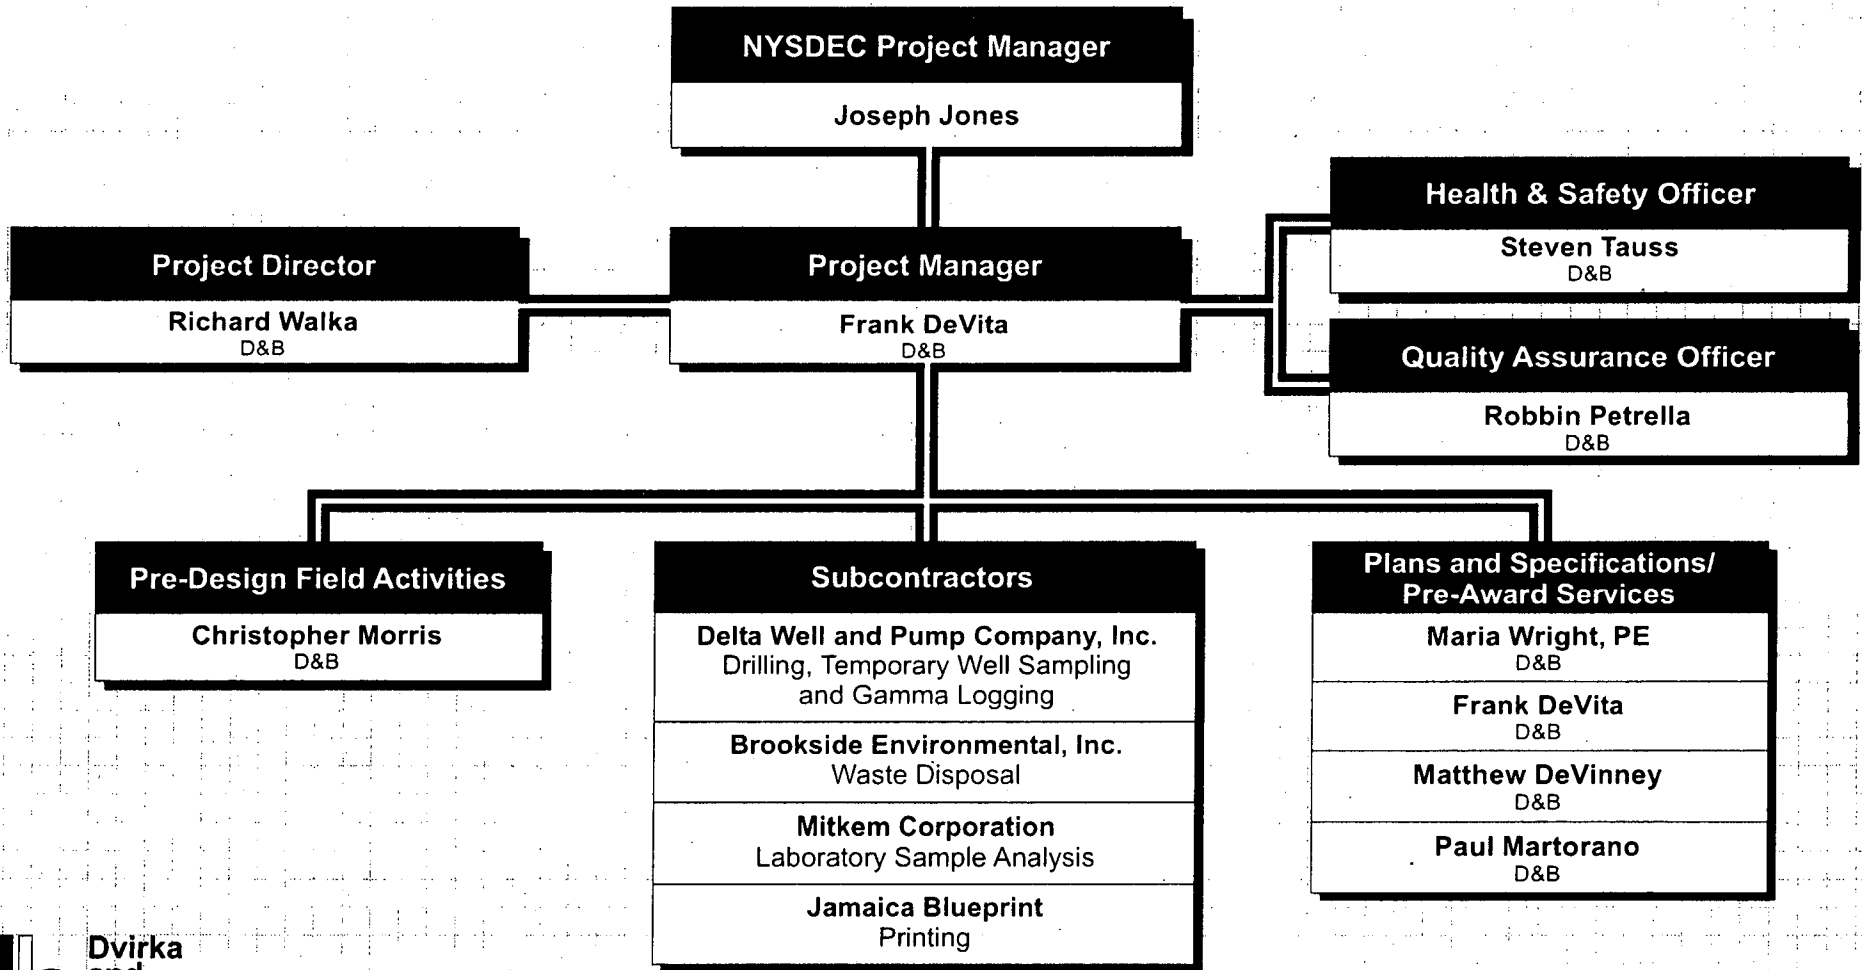 NYSDEC Project Manager
Joseph Jones
Project Director
Richard Walka
D&B
Project Manager
Frank DeVita
D&B
Health & Safety Officer
Steven Tauss
D&B
Quality Assurance Officer
Robbin Petrella
D&B
Pre-Design Field Activities
Christopher Morris
D&B
Subcontractors
Delta Well and Pump Company, Inc.
Drilling, Temporary Well Sampling
and Gamma Logging
Brookside Environmental, Inc.
Waste Disposal
Mitkem Corporation
Laboratory Sample Analysis
Jamaica Blueprint
Printing
Plans and Specifications/
Pre-Award Services
Maria Wright, PE
D&B
Frank DeVita
D&B
Matthew DeVinney
D&B
Paul Martorano
D&B
Dvirka
and